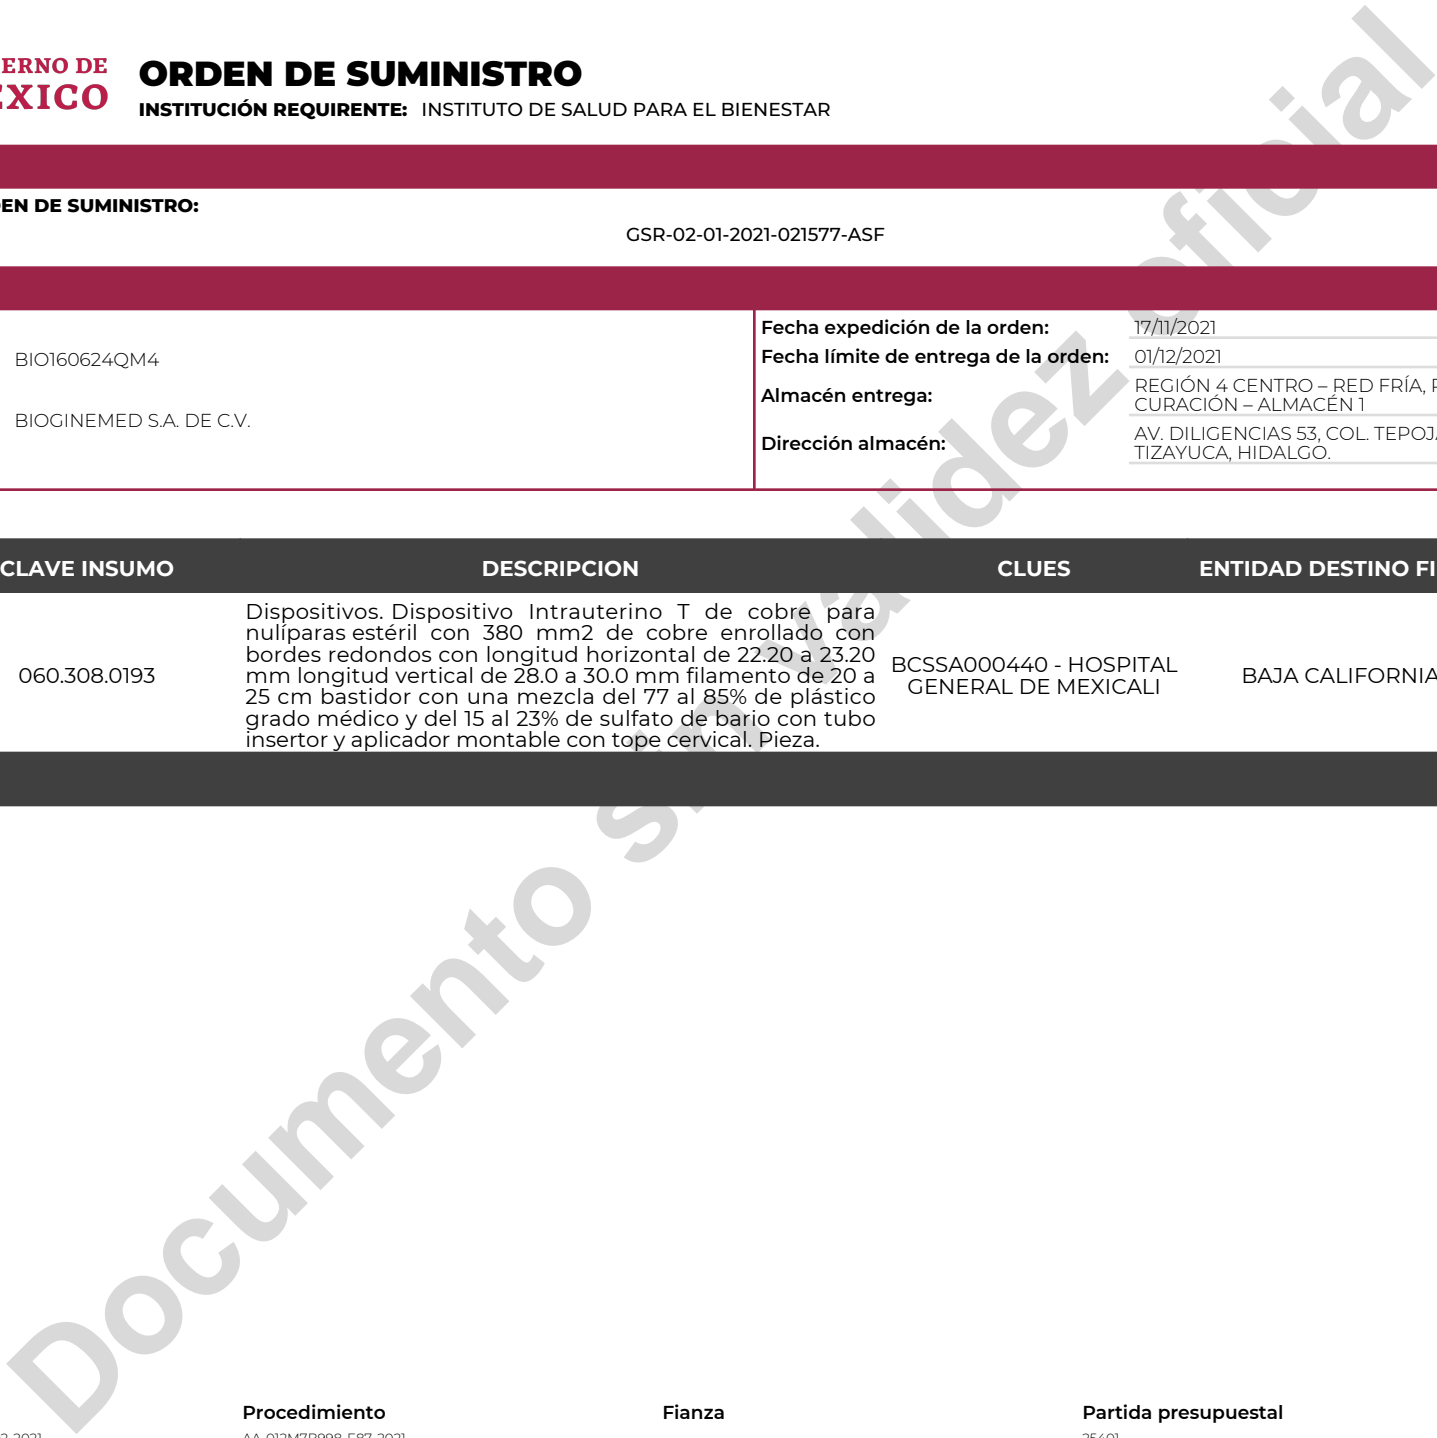 ERNO DE
ORDEN DE SUMINISTRO
INSTITUCIÓN REQUIRENTE: INSTITUTO DE SALUD PARA EL BIENESTAR
EN DE SUMINISTRO:
GSR-02-01-2021-021577-ASF
BIO160624QM4
BIOGINEMED S.A. DE C.V.
Fecha expedición de la orden: 17/11/2021
Fecha límite de entrega de la orden: 01/12/2021
Almacén entrega: REGIÓN 4 CENTRO – RED FRÍA,
CURACIÓN – ALMACÉN 1
Dirección almacén: AV. DILIGENCIAS 53, COL. TEPOJ
TIZAYUCA, HIDALGO.
CLAVE INSUMO DESCRIPCION CLUES ENTIDAD DESTINO FI
060.308.0193
Dispositivos. Dispositivo Intrauterino T de cobre para
nulíparas estéril con 380 mm2 de cobre enrollado con
bordes redondos con longitud horizontal de 22.20 a 23.20
mm longitud vertical de 28.0 a 30.0 mm filamento de 20 a
25 cm bastidor con una mezcla del 77 al 85% de plástico
grado médico y del 15 al 23% de sulfato de bario con tubo
insertor y aplicador montable con tope cervical. Pieza.
BCSSA000440 - HOSPITAL
GENERAL DE MEXICALI
BAJA CALIFORNIA
Documento sin validez oficial
Procedimiento Fianza Partida presupuestal